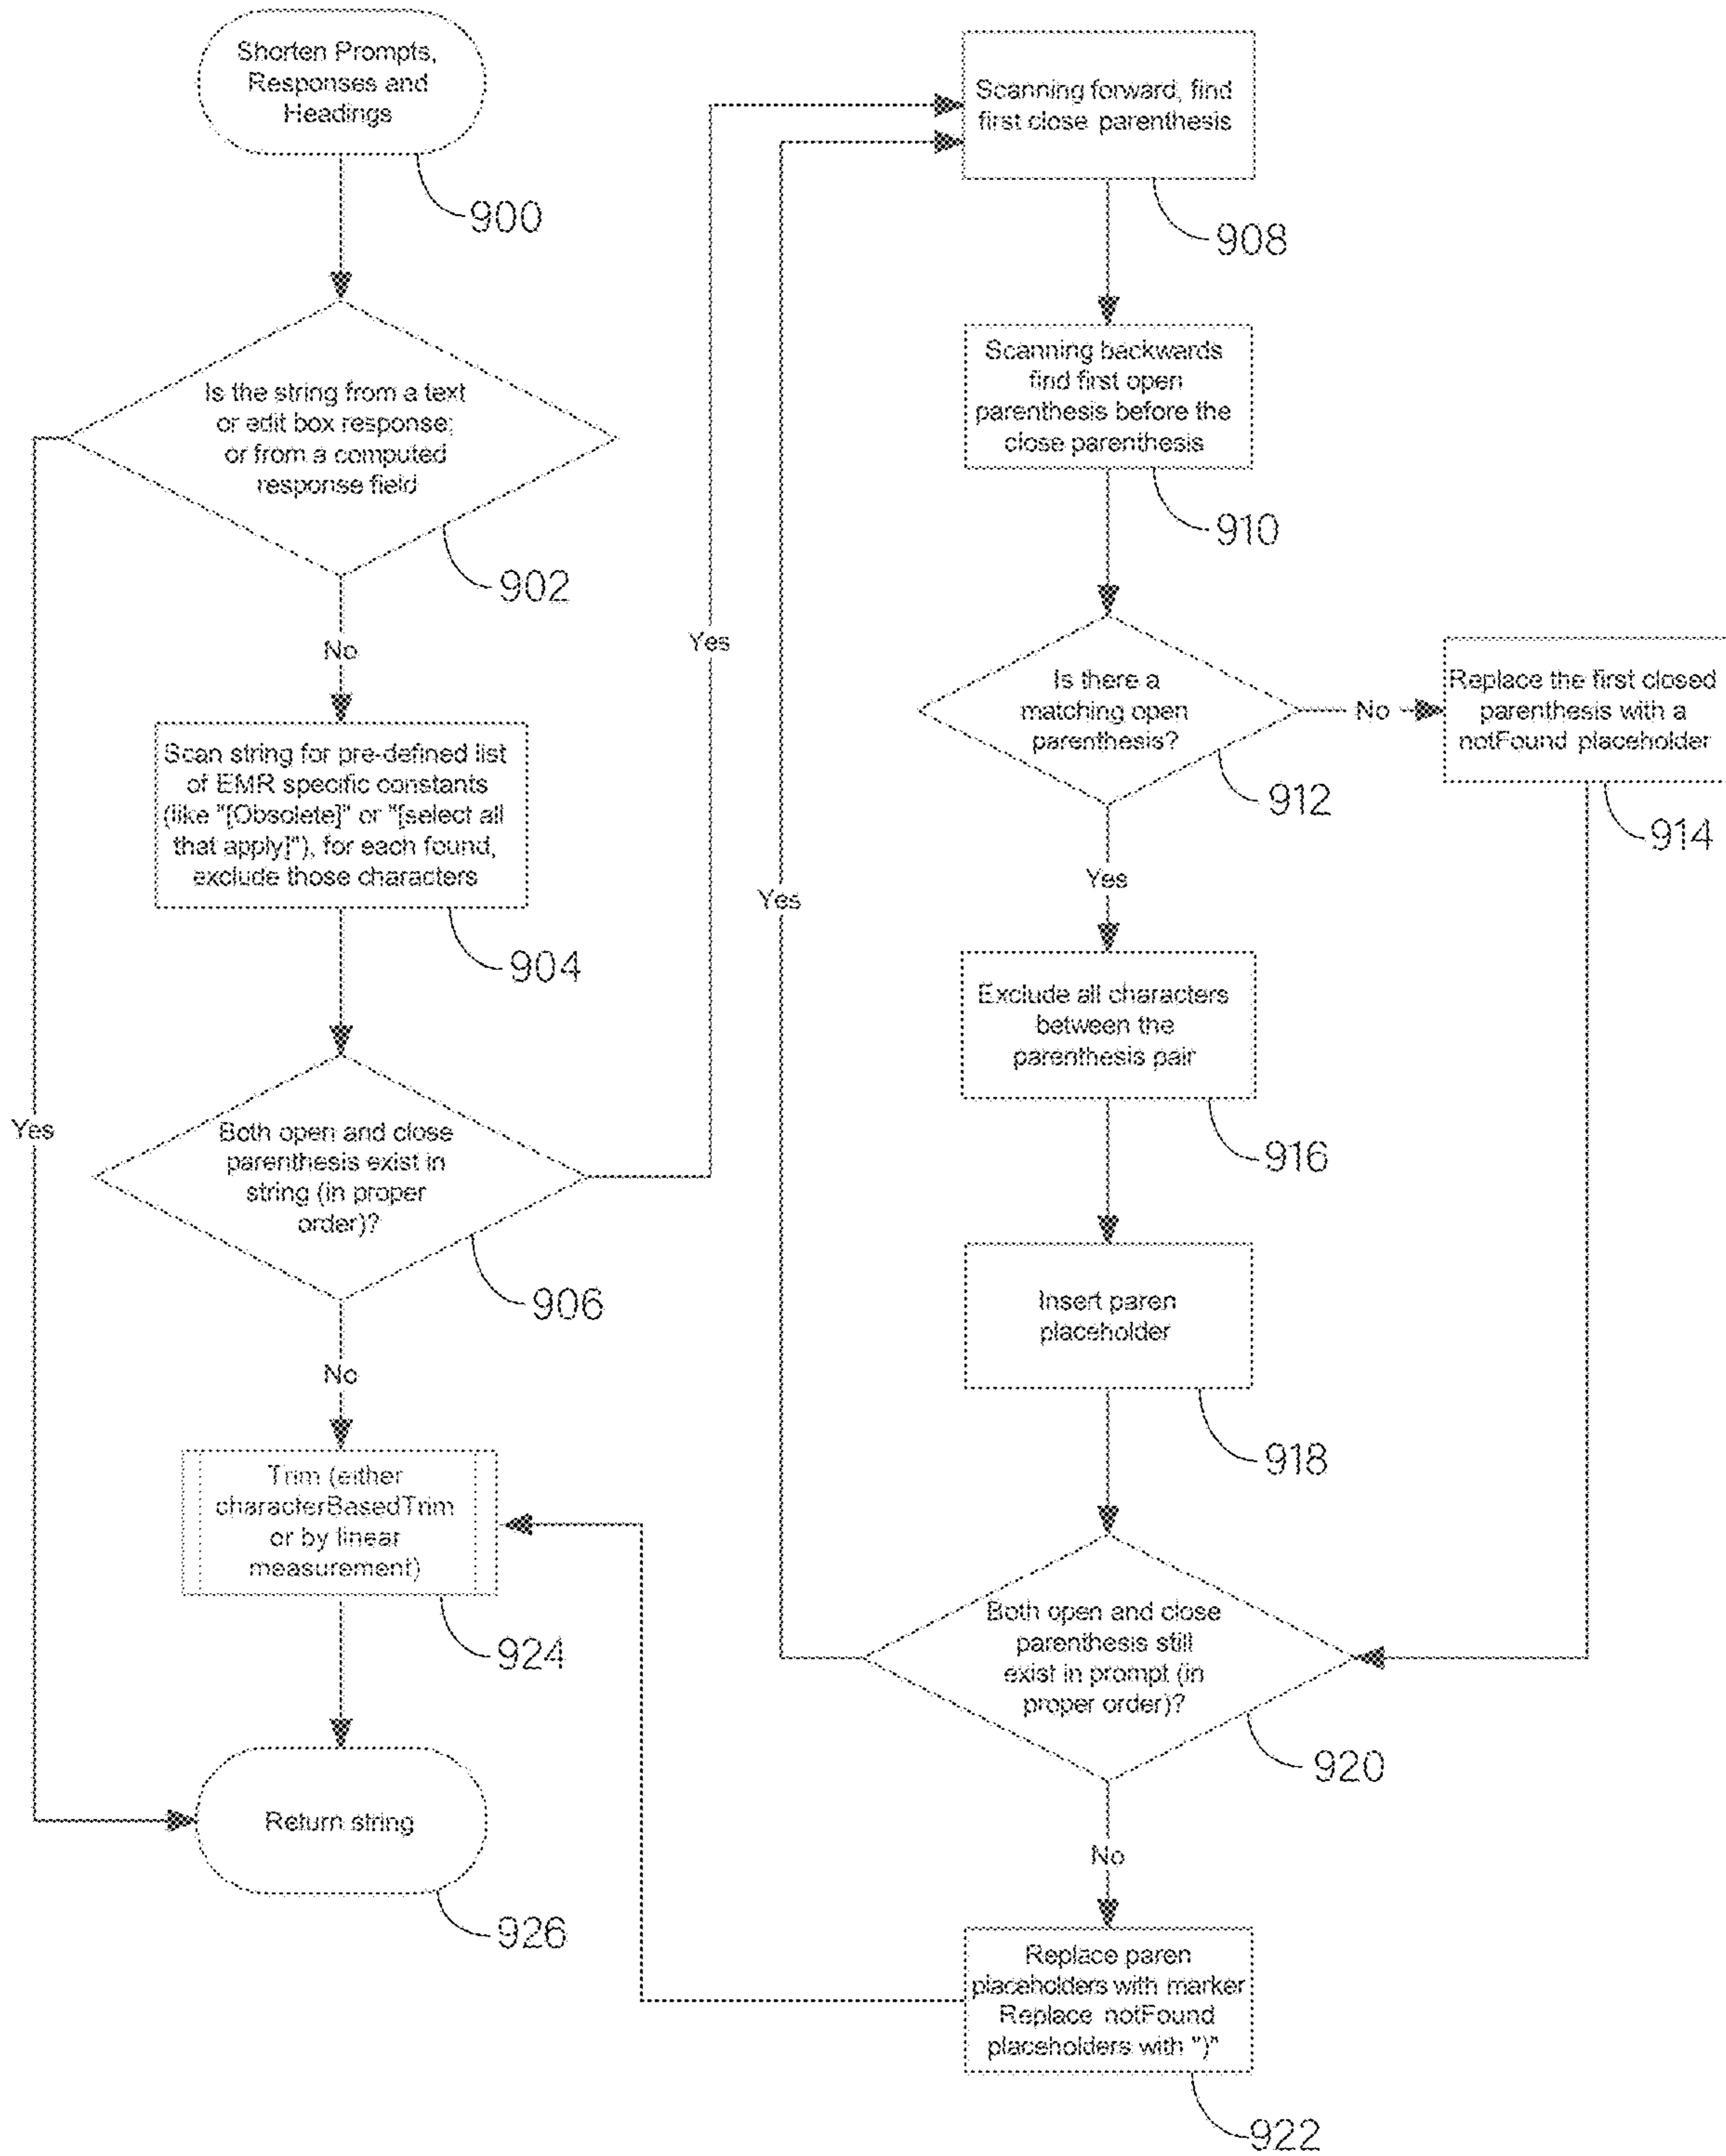 Shorten Prompts,
Responses and
Headings
900
Is the string from a text
or edit box response;
or from a computed
response field
902
No
Yes
Scan string for pre-defined list
of EMR specific constants
(like "[Obsolete]" or "[select all
that apply]"), for each found,
exclude those characters
904
Both open and close
parenthesis exist in
string (in proper
order)?
906
Yes
No
Trim (either
characterBasedTrim
or by linear
measurement)
924
Return string
926
Scanning forward, find
first close parenthesis
908
Scanning backwards
find first open
parenthesis before the
close parenthesis
910
Is there a
matching open
parenthesis?
912
No
Replace the first closed
parenthesis with a
notFound placeholder
914
Yes
Exclude all characters
between the
parenthesis pair
916
Insert paren
placeholder
918
Both open and close
parenthesis still
exist in prompt (in
proper order)?
920
Yes
No
Replace paren
placeholders with marker
Replace notFound
placeholders with ")"
922